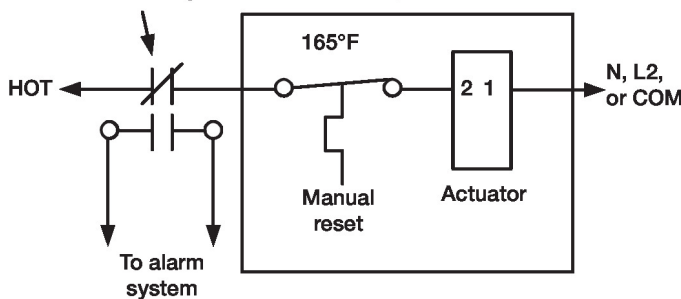 165°F
HOT
2 1
N, L2,
or COM
Manual
reset
Actuator
To alarm
system